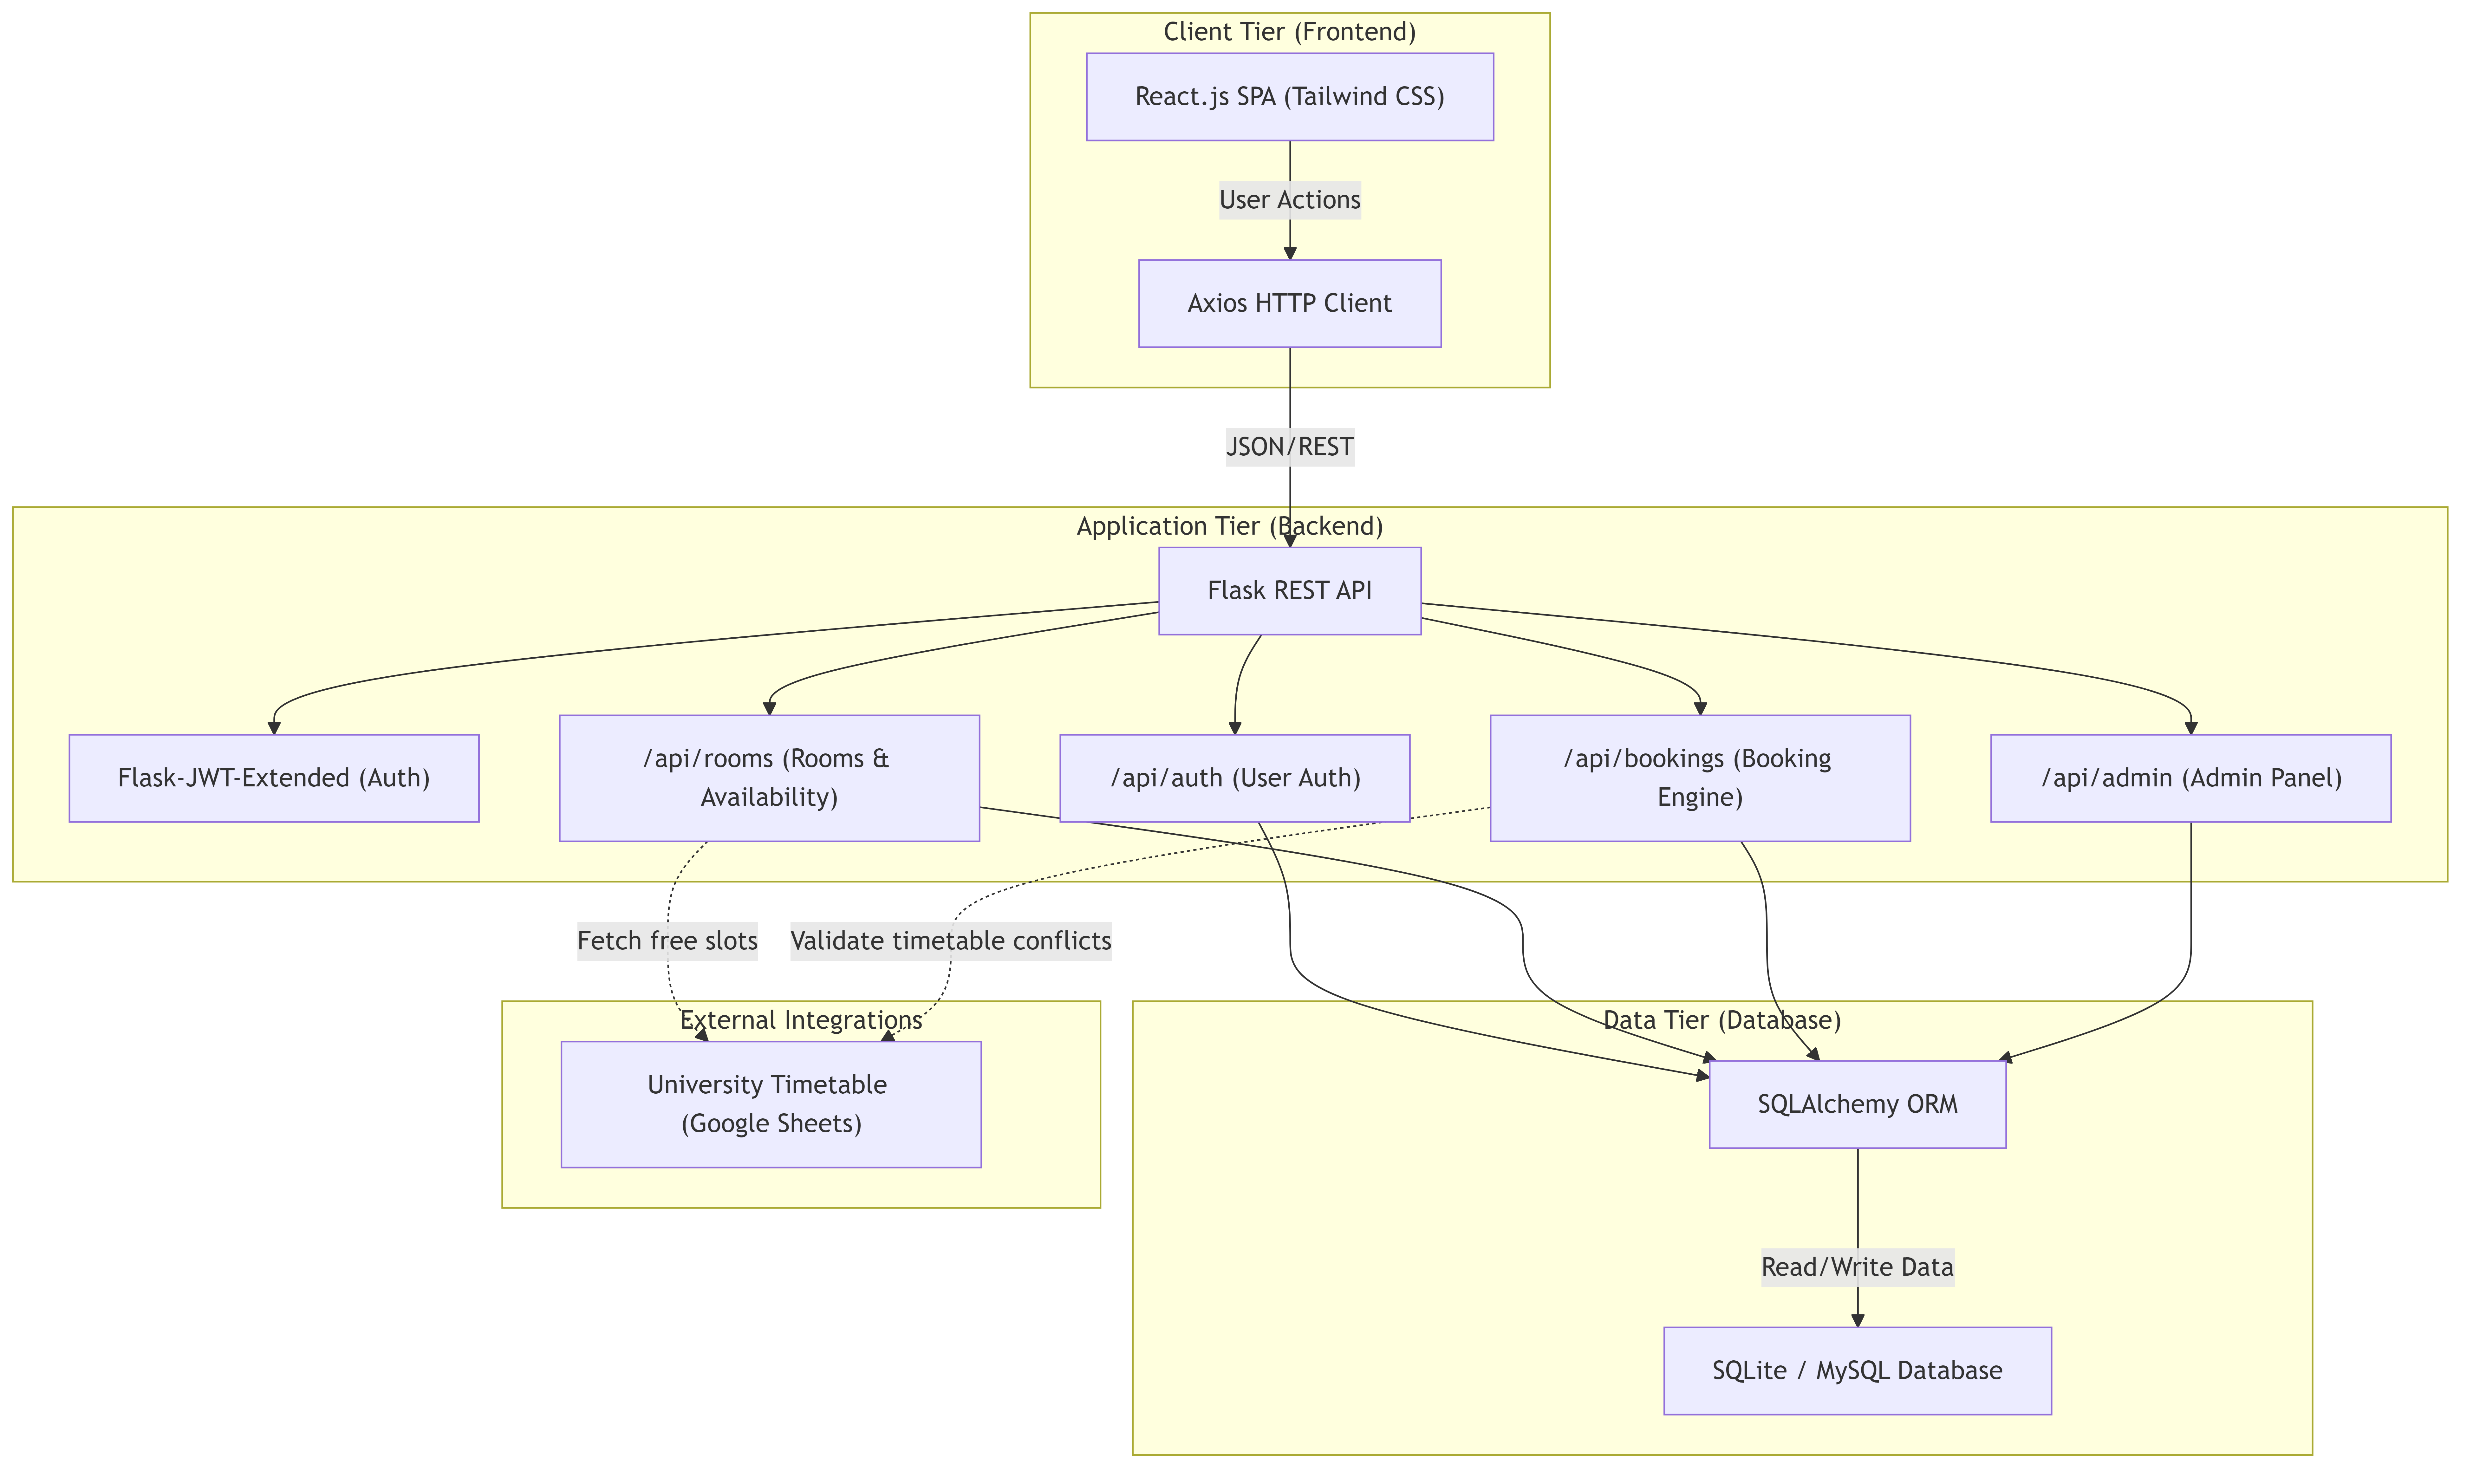 Client Tier (Frontend)
React.js SPA (Tailwind CSS)
User Actions
Axios HTTP Client
JSON/REST
Application Tier (Backend)
Flask REST API
Flask-JWT-Extended (Auth)
/api/rooms (Rooms &
Availability)
/api/auth (User Auth)
/api/bookings (Booking
Engine)
/api/admin (Admin Panel)
Fetch free slots
Validate timetable conflicts
External Integrations
University Timetable
(Google Sheets)
Data Tier (Database)
SQLAlchemy ORM
Read/Write Data
SQLite / MySQL Database